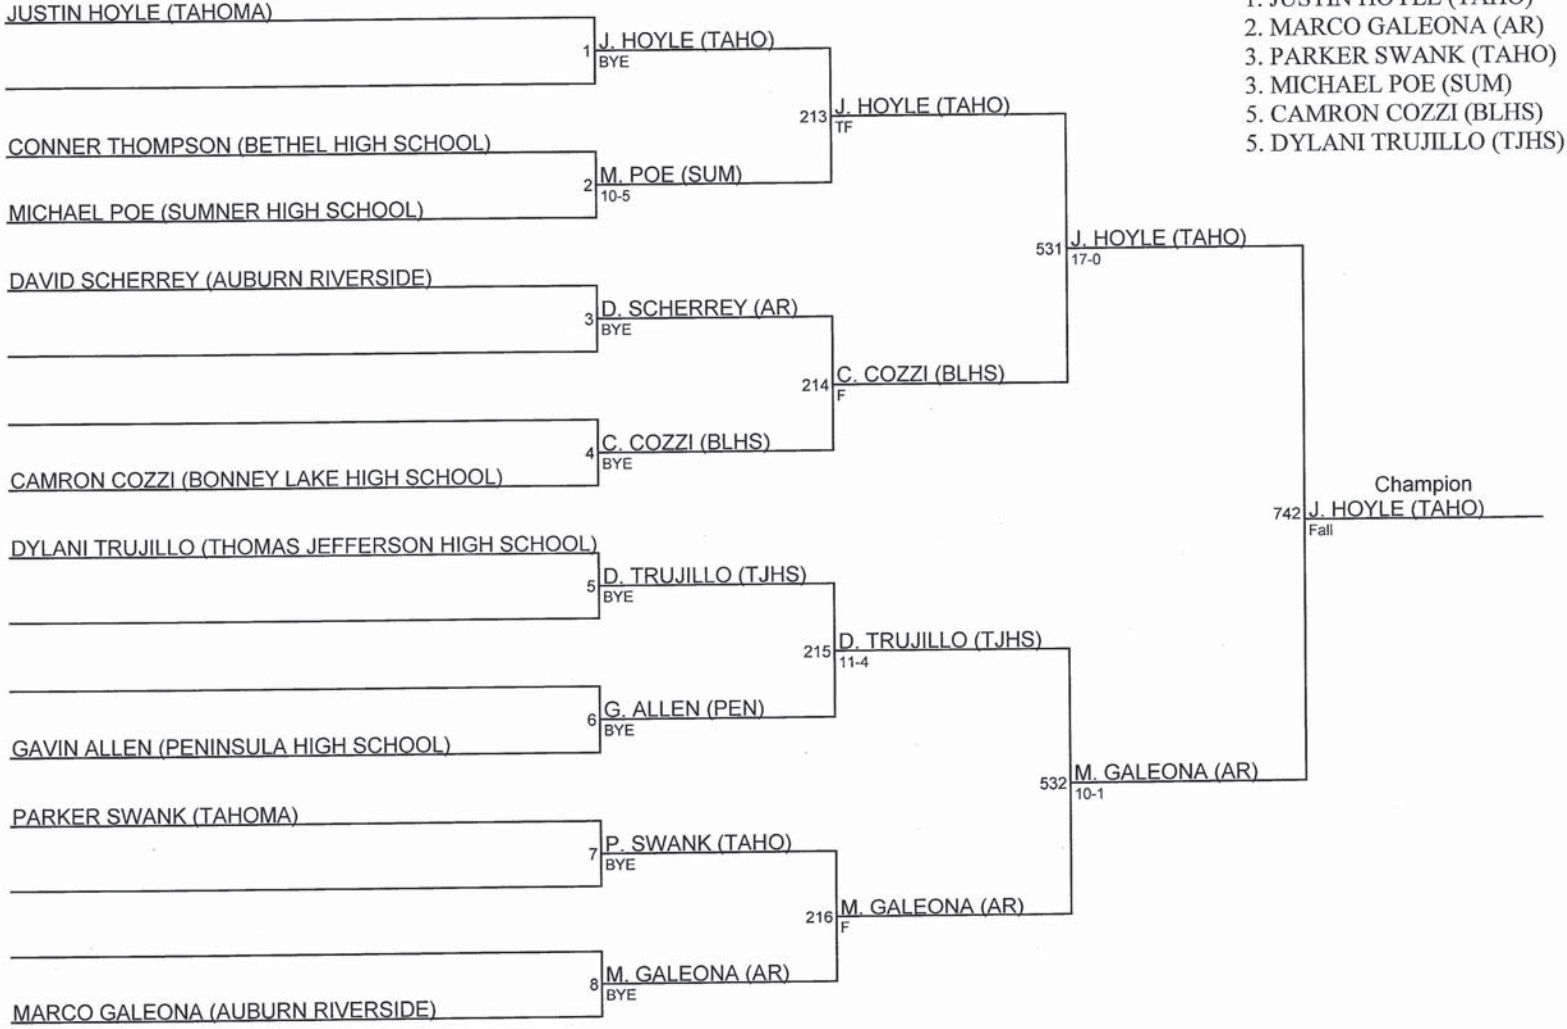 JUSTIN HOYLE (TAHOMA)
1 J. HOYLE (TAHO)
BYE
CONNER THOMPSON (BETHEL HIGH SCHOOL)
2 M. POE (SUM)
10-5
MICHAEL POE (SUMNER HIGH SCHOOL)
213 J. HOYLE (TAHO)
TF
DAVID SCHERREY (AUBURN RIVERSIDE)
3 D. SCHERREY (AR)
BYE
214 C. COZZI (BLHS)
F
4 C. COZZI (BLHS)
BYE
CAMRON COZZI (BONNEY LAKE HIGH SCHOOL)
531 J. HOYLE (TAHO)
17-0
DYLANI TRUJILLO (THOMAS JEFFERSON HIGH SCHOOL)
5 D. TRUJILLO (TJHS)
BYE
215 D. TRUJILLO (TJHS)
11-4
6 G. ALLEN (PEN)
BYE
GAVIN ALLEN (PENINSULA HIGH SCHOOL)
PARKER SWANK (TAHOMA)
7 P. SWANK (TAHO)
BYE
216 M. GALEONA (AR)
F
8 M. GALEONA (AR)
BYE
MARCO GALEONA (AUBURN RIVERSIDE)
532 M. GALEONA (AR)
10-1
Champion
742 J. HOYLE (TAHO)
Fall
1. JUSTIN HOYLE (TAHO)
2. MARCO GALEONA (AR)
3. PARKER SWANK (TAHO)
3. MICHAEL POE (SUM)
5. CAMRON COZZI (BLHS)
5. DYLANI TRUJILLO (TJHS)